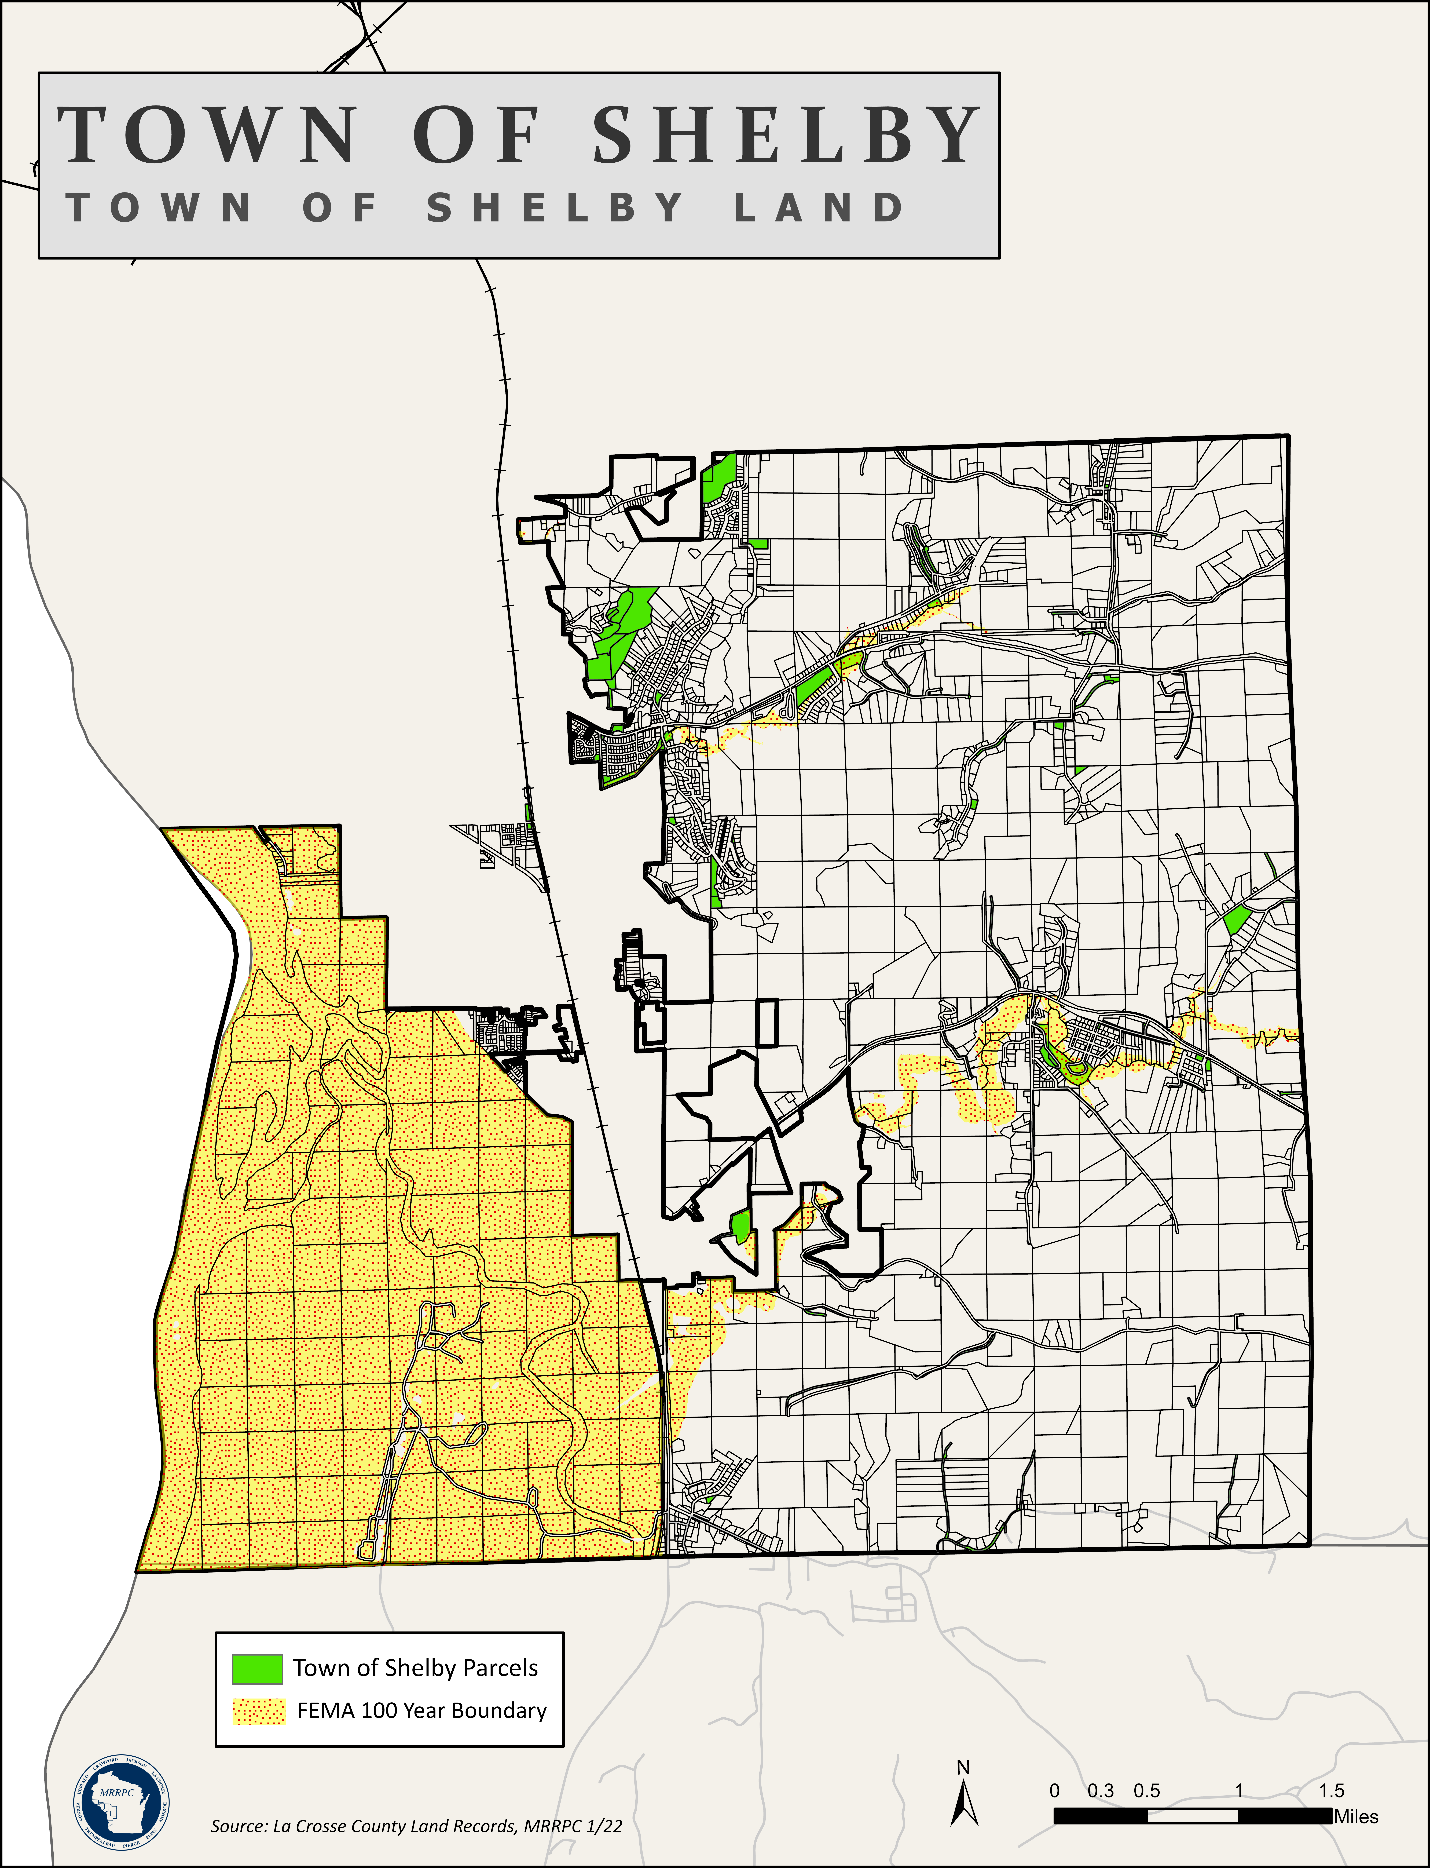 TOWN OF SHELBY
TOWN OF SHELBY LAND
Town of Shelby Parcels
FEMA 100 Year Boundary
MRRPC
Source: La Crosse County Land Records, MRRPC 1/22
N
0 0.3 0.5 1 1.5
Miles